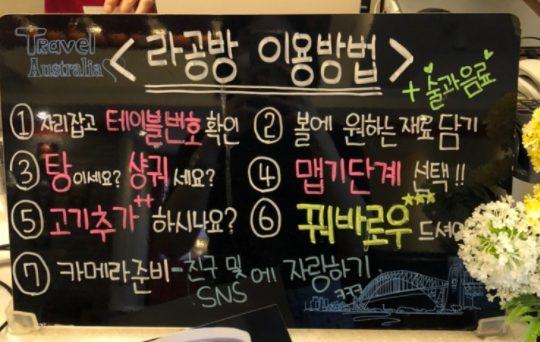 Travel
Australia
< 라공방 이용방법 >
+ 술과음료
① 자리잡고 테이블번호 확인 ② 볼에 원하는 재료 담기
③ 탕이세요? 샹궈세요? ④ 맵기단계 선택!!
⑤ 고기추가++ 하시나요? ⑥ 꿔바로우*** 드셔
⑦ 카메라준비-친구 및 SNS에 자랑하기
ㅋㅋㅋ